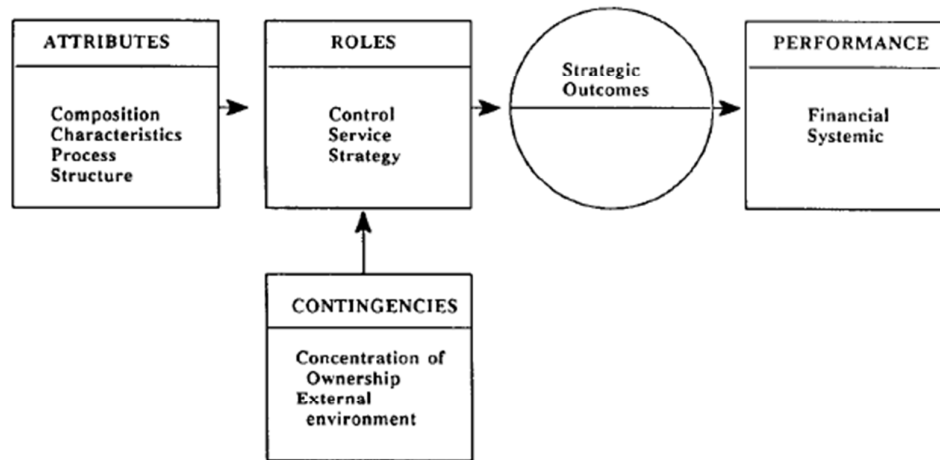 ATTRIBUTES
Composition
Characteristics
Process
Structure
ROLES
Control
Service
Strategy
Strategic
Outcomes
PERFORMANCE
Financial
Systemic
CONTINGENCIES
Concentration of
Ownership
External
environment